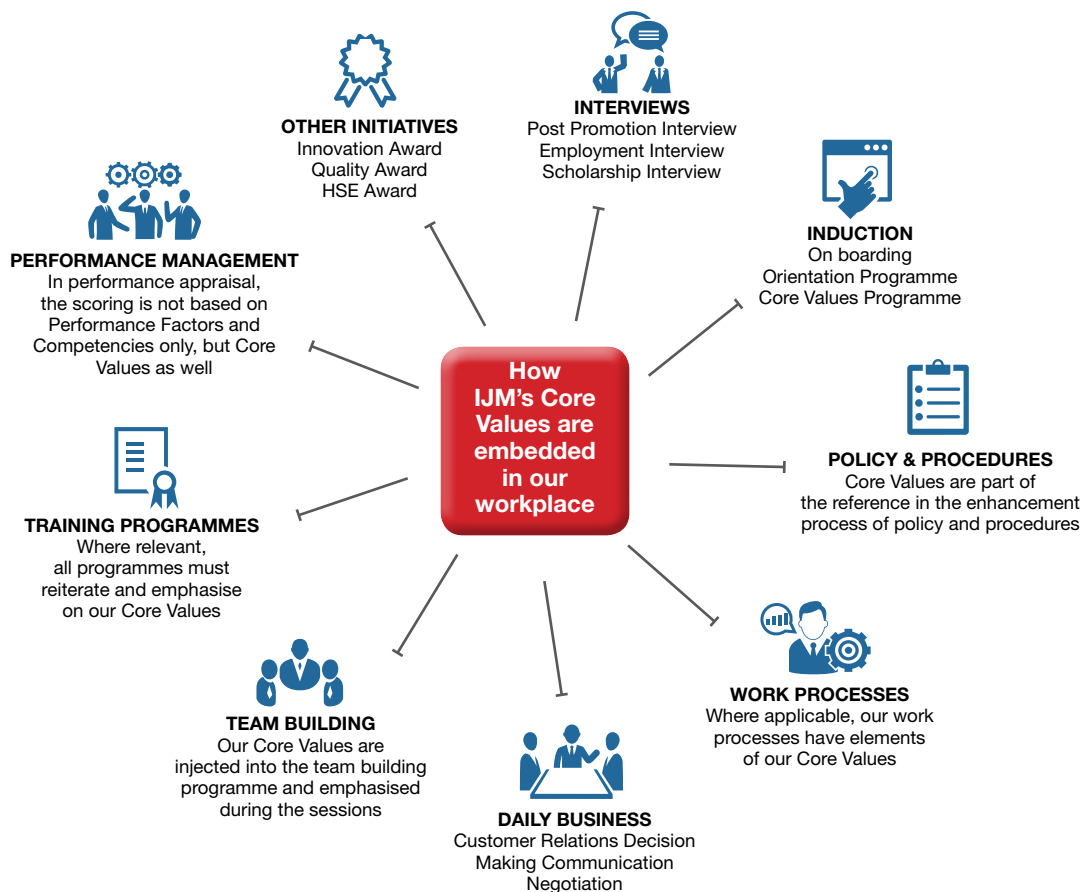 OTHER INITIATIVES
Innovation Award
Quality Award
HSE Award
INTERVIEWS
Post Promotion Interview
Employment Interview
Scholarship Interview
INDUCTION
On boarding
Orientation Programme
Core Values Programme
PERFORMANCE MANAGEMENT
In performance appraisal,
the scoring is not based on
Performance Factors and
Competencies only, but Core
Values as well
How
IJM's Core
Values are
embedded
in our
workplace
POLICY & PROCEDURES
Core Values are part of
the reference in the enhancement
process of policy and procedures
TRAINING PROGRAMMES
Where relevant,
all programmes must
reiterate and emphasise
on our Core Values
WORK PROCESSES
Where applicable, our work
processes have elements
of our Core Values
TEAM BUILDING
Our Core Values are
injected into the team building
programme and emphasised
during the sessions
DAILY BUSINESS
Customer Relations Decision
Making Communication
Negotiation